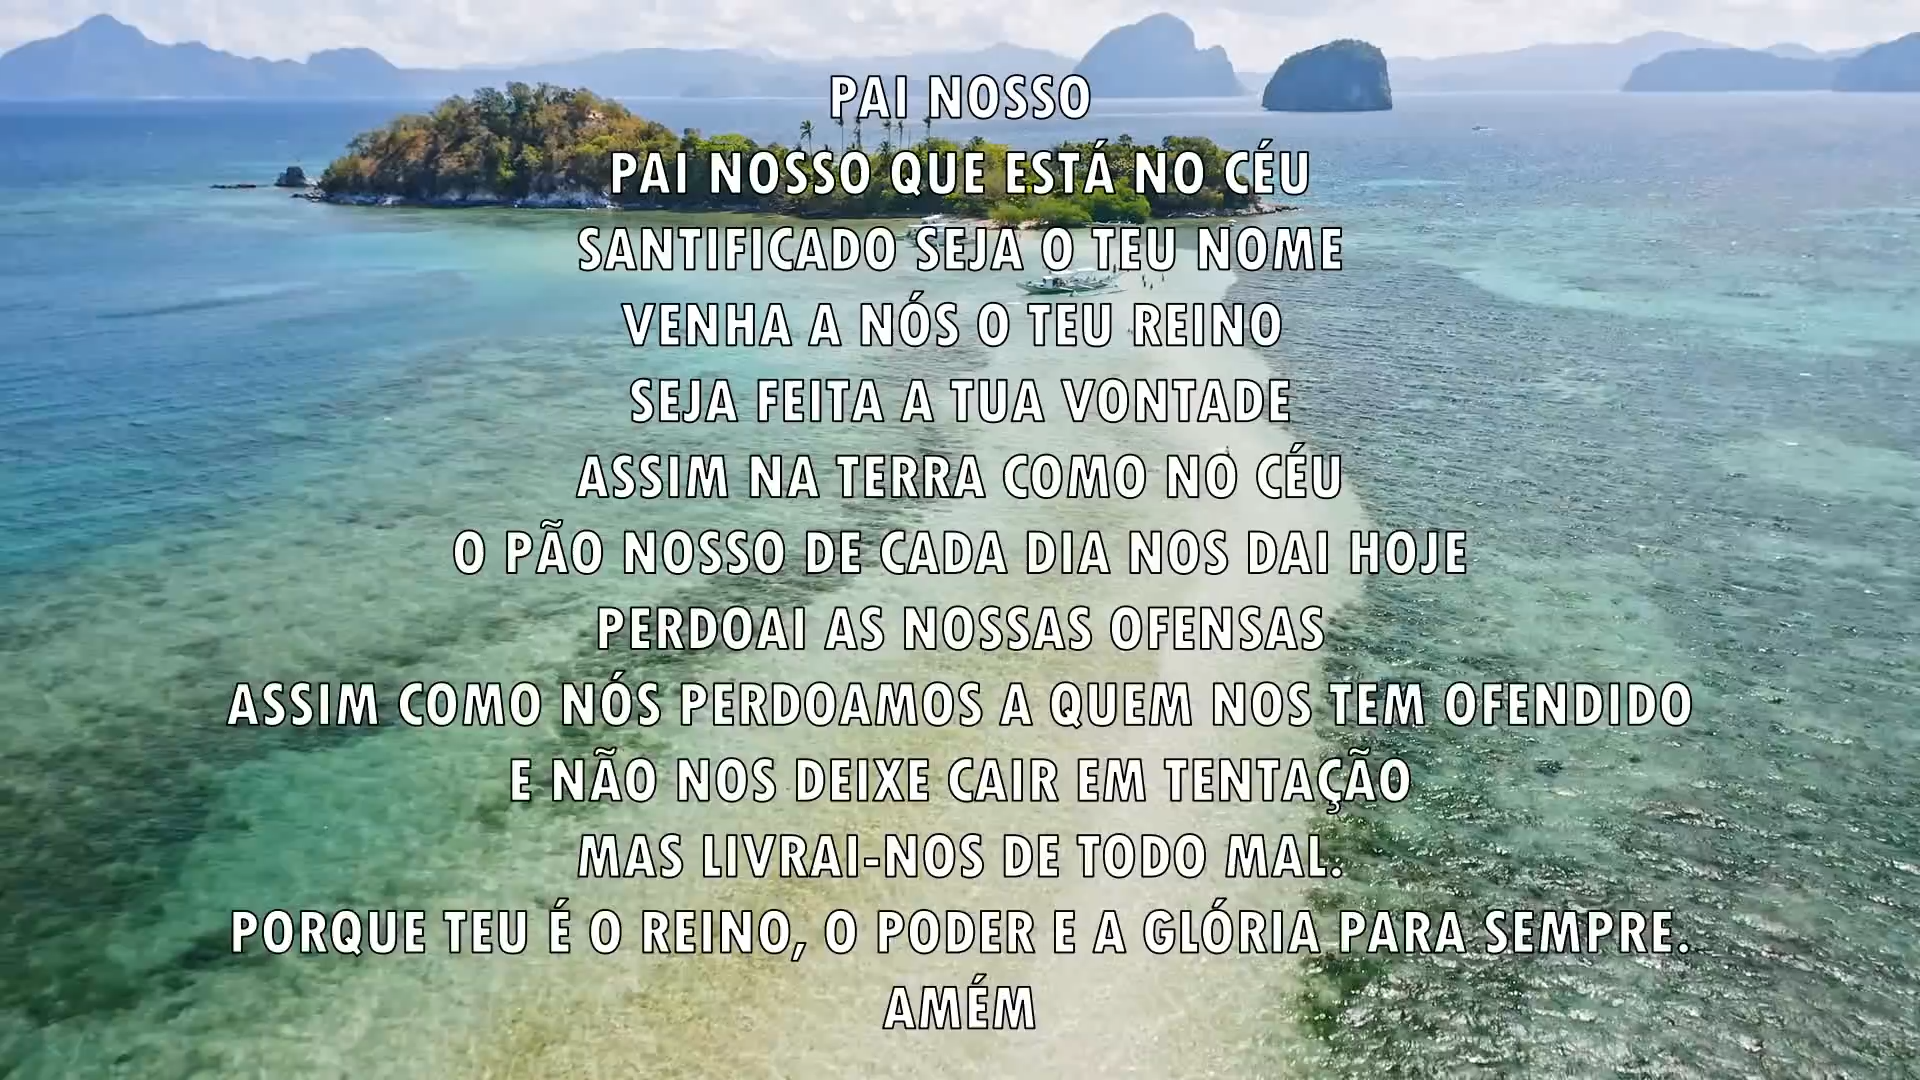 PAI NOSSO
PAI NOSSO QUE ESTÁ NO CÉU
SANTIFICADO SEJA O TEU NOME
VENHA A NÓS O TEU REINO
SEJA FEITA A TUA VONTADE
ASSIM NA TERRA COMO NO CÉU
O PÃO NOSSO DE CADA DIA NOS DAI HOJE
PERDOAI AS NOSSAS OFENSAS
ASSIM COMO NÓS PERDOAMOS A QUEM NOS TEM OFENDIDO
E NÃO NOS DEIXE CAIR EM TENTAÇÃO
MAS LIVRAI-NOS DE TODO MAL.
PORQUE TEU É O REINO, O PODER E A GLÓRIA PARA SEMPRE.
AMÉM